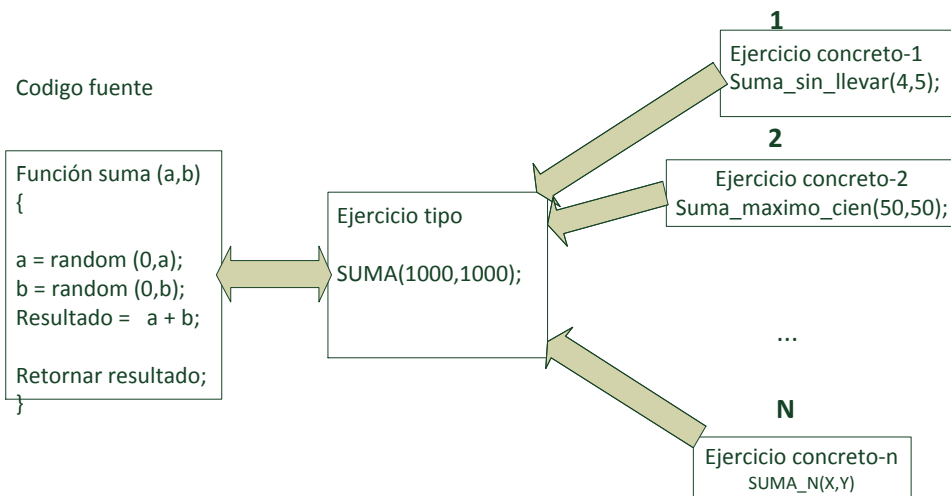 Codigo fuente
Función suma (a,b)
{
a = random (0,a);
b = random (0,b);
Resultado =   a + b;
Retornar resultado;
}
Ejercicio tipo
SUMA(1000,1000);
1
Ejercicio concreto-1
Suma_sin_llevar(4,5);
2
Ejercicio concreto-2
Suma_maximo_cien(50,50);
...
N
Ejercicio concreto-n
SUMA_N(X,Y)